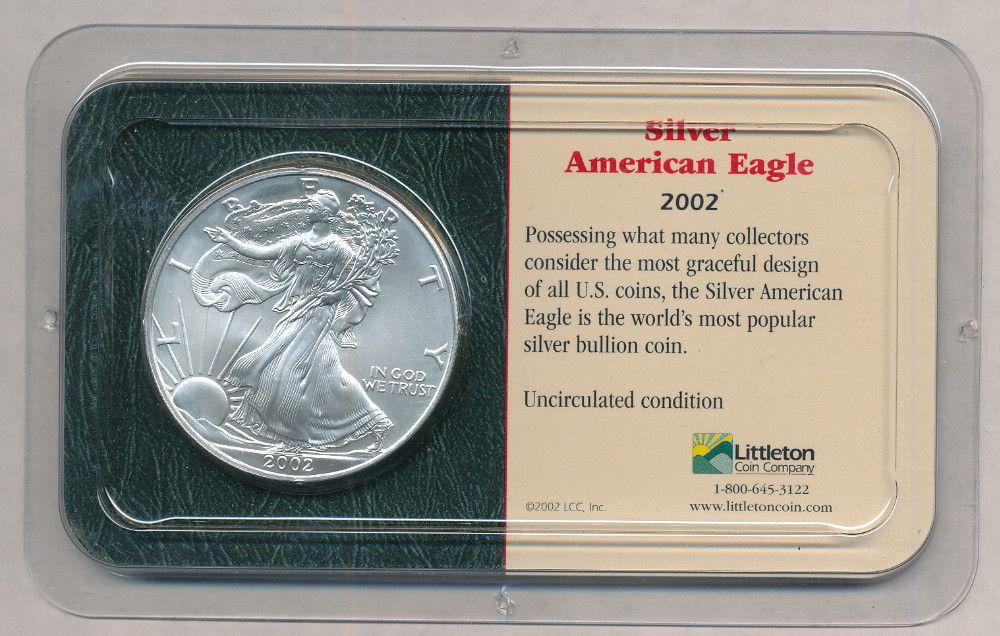 LIBERTY
IN GOD
WE TRUST
2002
Silver
American Eagle
2002
Possessing what many collectors
consider the most graceful design
of all U.S. coins, the Silver American
Eagle is the world's most popular
silver bullion coin.
Uncirculated condition
Littleton
Coin Company
1-800-645-3122
©2002 LCC, Inc.
www.littletoncoin.com